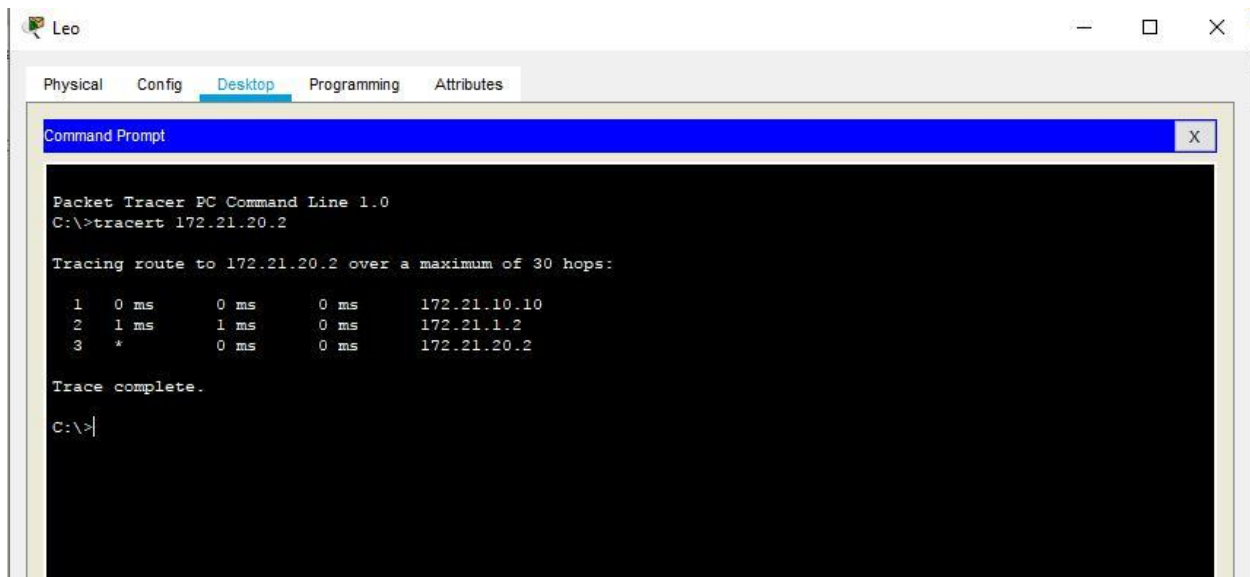 Leo
Physical Config Desktop Programming Attributes
Command Prompt X
Packet Tracer PC Command Line 1.0
C:\>tracert 172.21.20.2
Tracing route to 172.21.20.2 over a maximum of 30 hops:
1 0 ms 0 ms 0 ms 172.21.10.10
2 1 ms 1 ms 0 ms 172.21.1.2
3 * 0 ms 0 ms 172.21.20.2
Trace complete.
C:\>